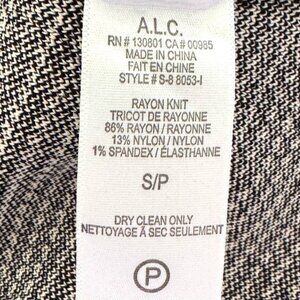 A.L.C.
RN # 130801 CA # 00985
MADE IN CHINA
FAIT EN CHINE
STYLE # S-8 8053-I
RAYON KNIT
TRICOT DE RAYONNE
86% RAYON / RAYONNE
13% NYLON / NYLON
1% SPANDEX / ÉLASTHANNE
S/P
DRY CLEAN ONLY
NETTOYAGE À SEC SEULEMENT
P